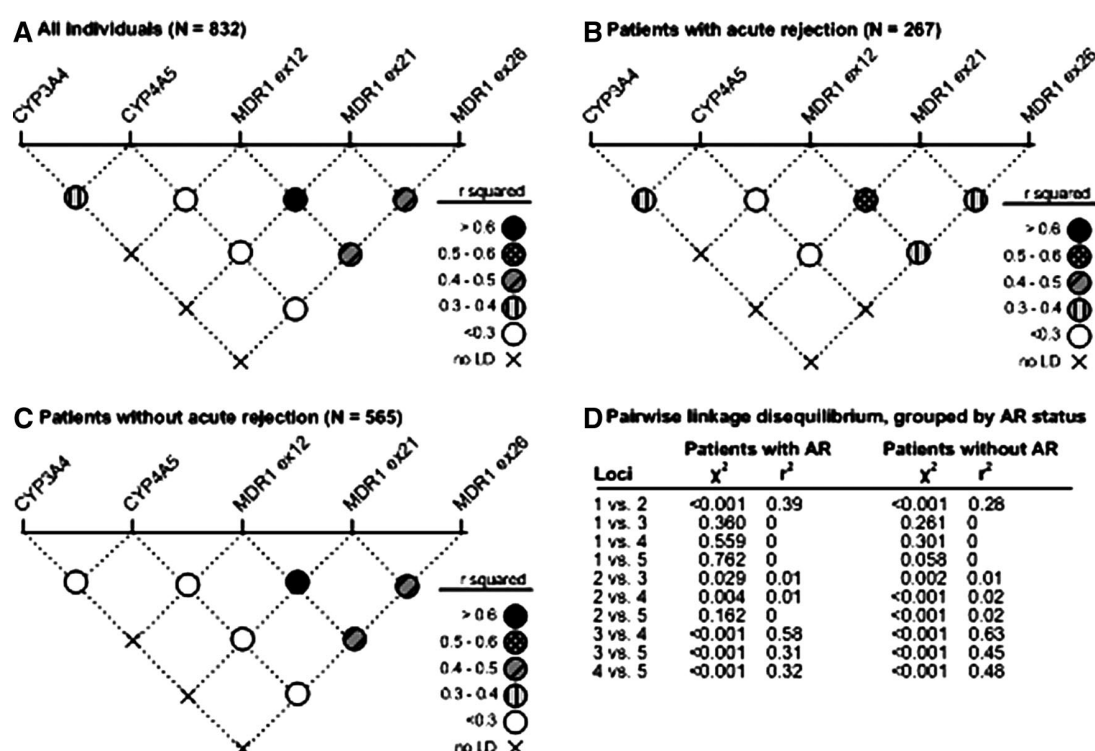 A All individuals (N = 832)
CYP3A4 CYP4A5 MDR1 ex12 MDR1 ex21 MDR1 ex26
r squared
> 0.6
0.5 - 0.6
0.4 - 0.5
0.3 - 0.4
<0.3
no LD
B Patients with acute rejection (N = 267)
CYP3A4 CYP4A5 MDR1 ex12 MDR1 ex21 MDR1 ex26
r squared
> 0.6
0.5 - 0.6
0.4 - 0.5
0.3 - 0.4
<0.3
no LD
C Patients without acute rejection (N = 565)
CYP3A4 CYP4A5 MDR1 ex12 MDR1 ex21 MDR1 ex26
r squared
> 0.6
0.5 - 0.6
0.4 - 0.5
0.3 - 0.4
<0.3
no LD
D Pairwise linkage disequilibrium, grouped by AR status
Patients with AR Patients without AR
Loci χ² r² χ² r²
1 vs. 2 <0.001 0.39 <0.001 0.28
1 vs. 3 0.360 0 0.261 0
1 vs. 4 0.559 0 0.301 0
1 vs. 5 0.762 0 0.058 0
2 vs. 3 0.029 0.01 0.002 0.01
2 vs. 4 0.004 0.01 <0.001 0.02
2 vs. 5 0.162 0 <0.001 0.02
3 vs. 4 <0.001 0.58 <0.001 0.63
3 vs. 5 <0.001 0.31 <0.001 0.45
4 vs. 5 <0.001 0.32 <0.001 0.48